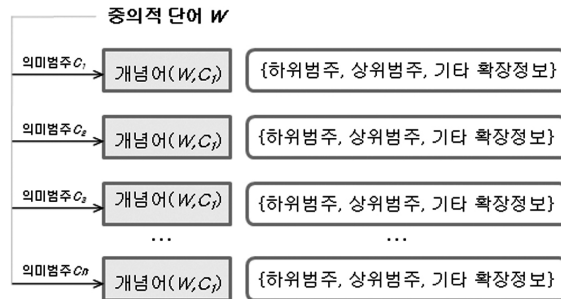 중의적 단어 W
의미범주C₁ 개념어(W,C₁) {하위범주, 상위범주, 기타 확장정보}
의미범주C₂ 개념어(W,C₁) {하위범주, 상위범주, 기타 확장정보}
의미범주C₃ 개념어(W,C₁) {하위범주, 상위범주, 기타 확장정보}
... ...
의미범주Cn 개념어(W,C₁) {하위범주, 상위범주, 기타 확장정보}